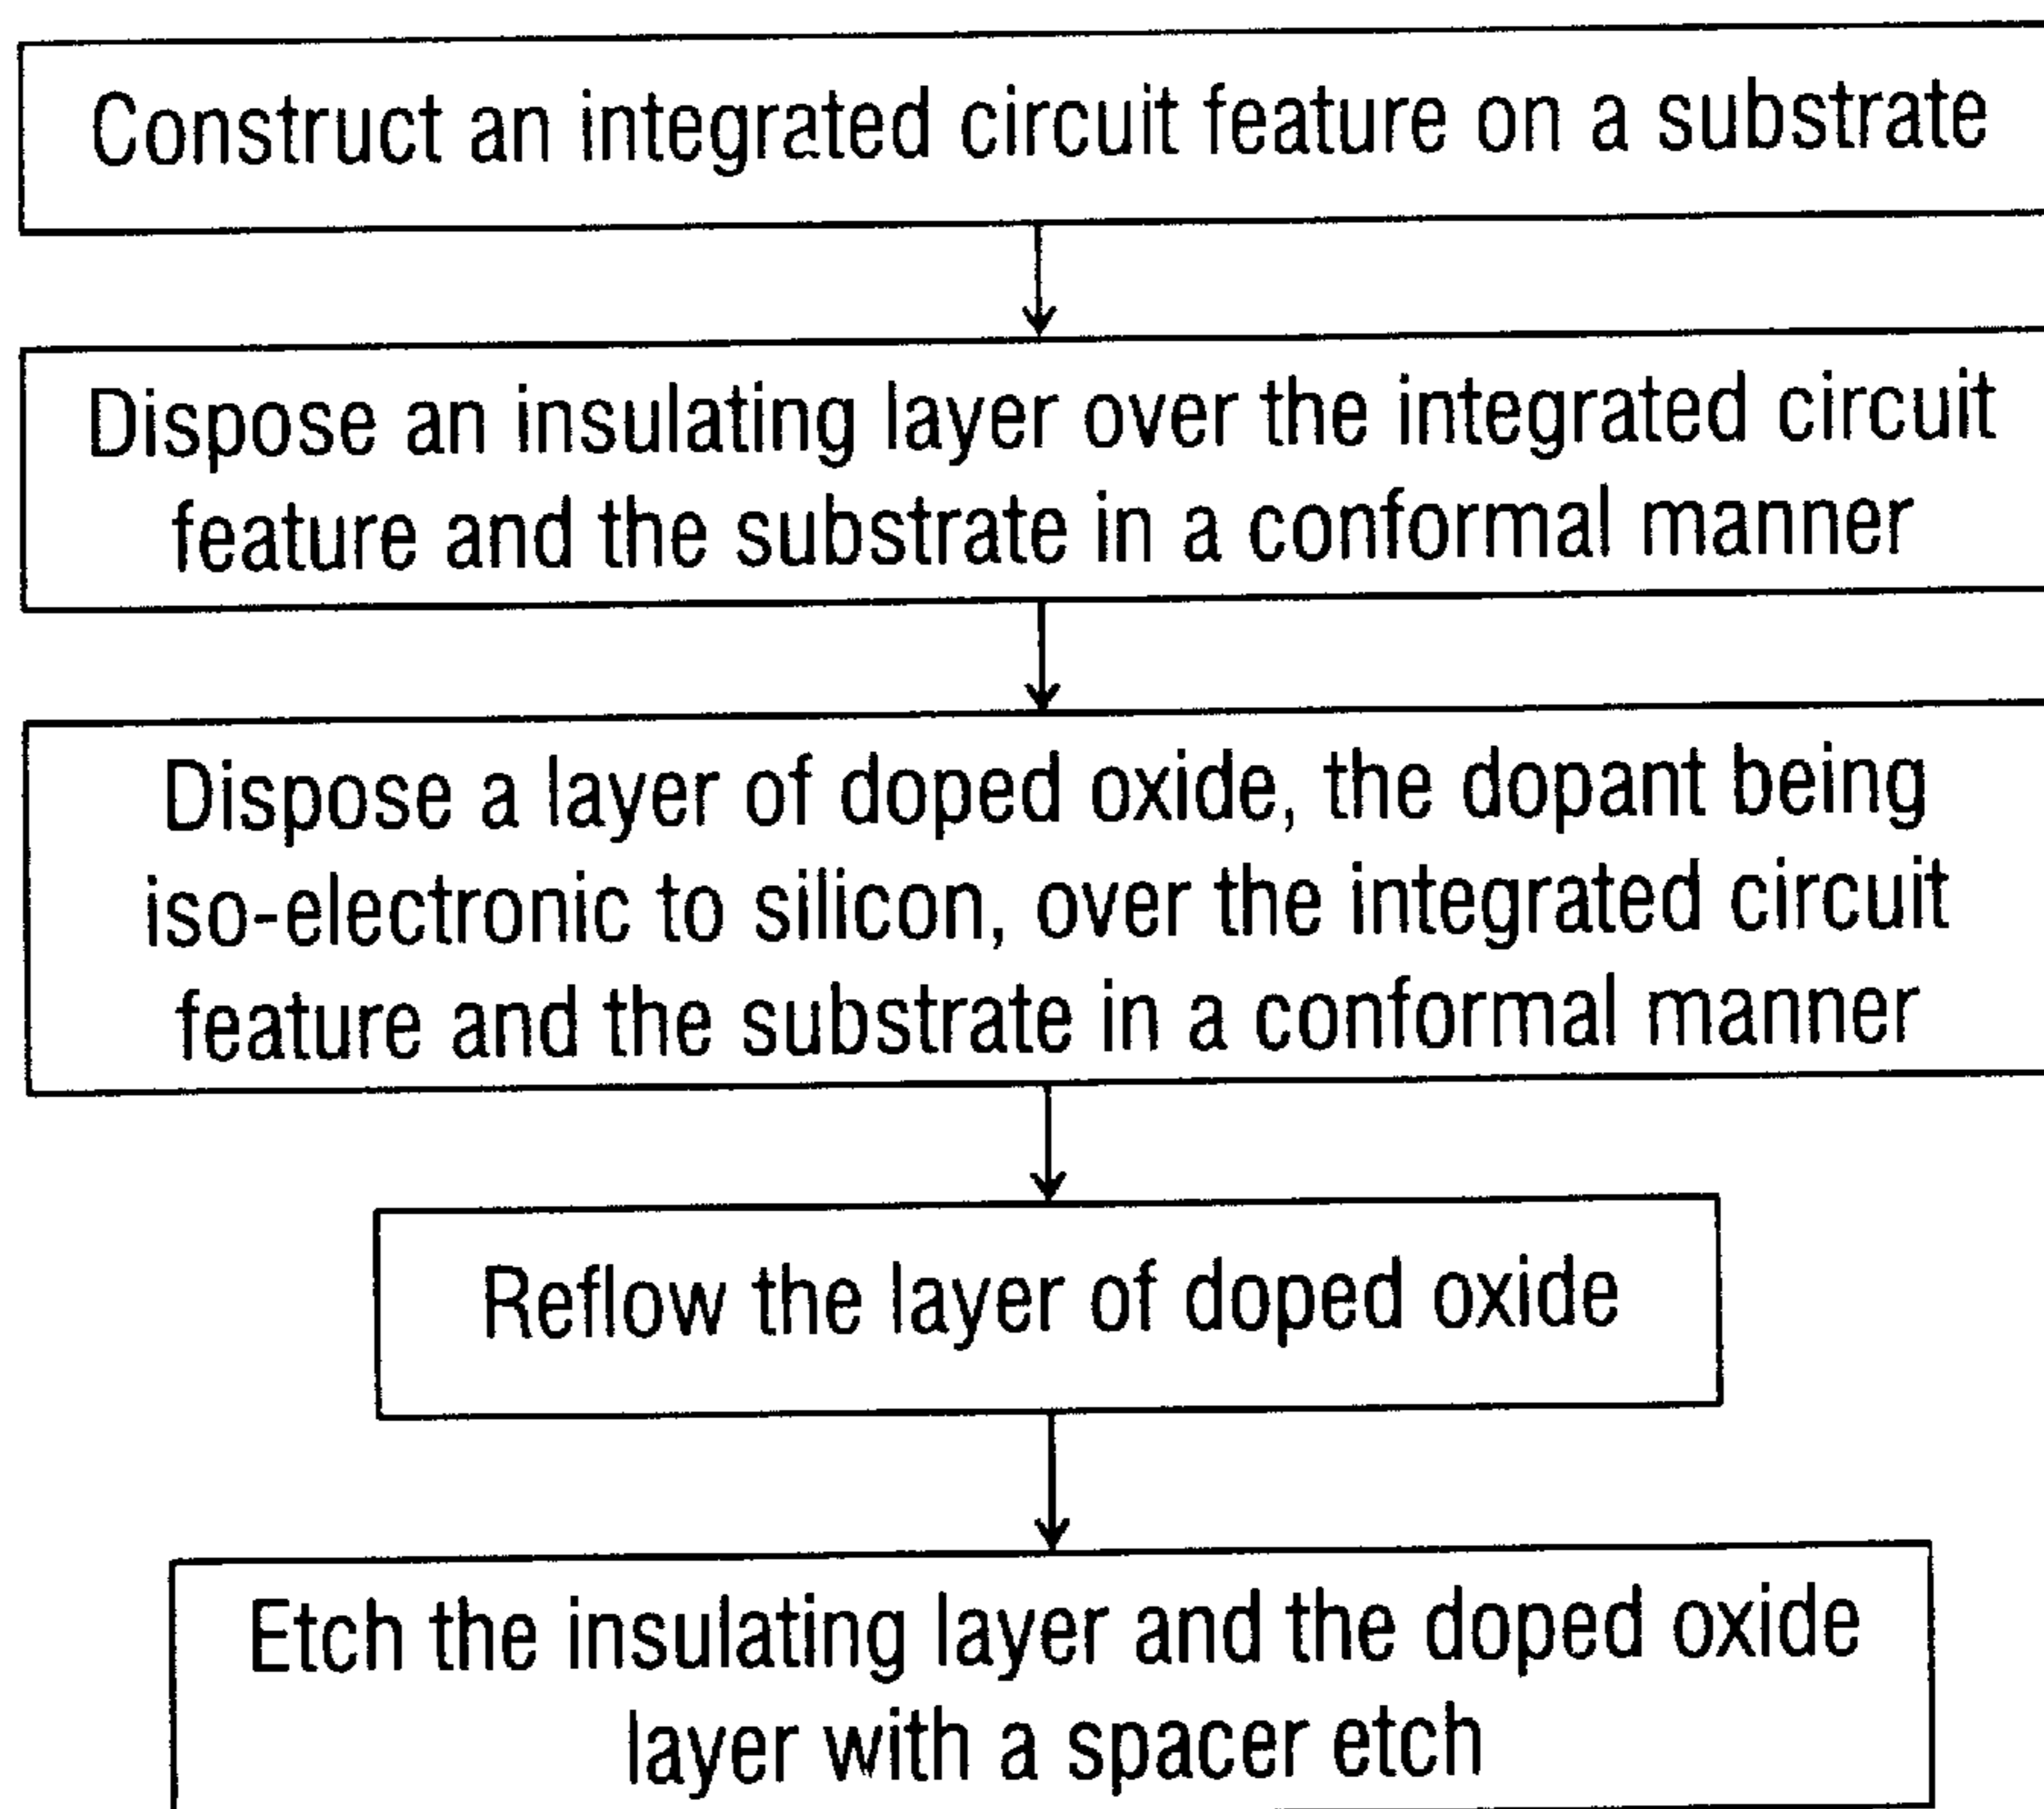 Construct an integrated circuit feature on a substrate
Dispose an insulating layer over the integrated circuit
feature and the substrate in a conformal manner
Dispose a layer of doped oxide, the dopant being
iso-electronic to silicon, over the integrated circuit
feature and the substrate in a conformal manner
Reflow the layer of doped oxide
Etch the insulating layer and the doped oxide
layer with a spacer etch